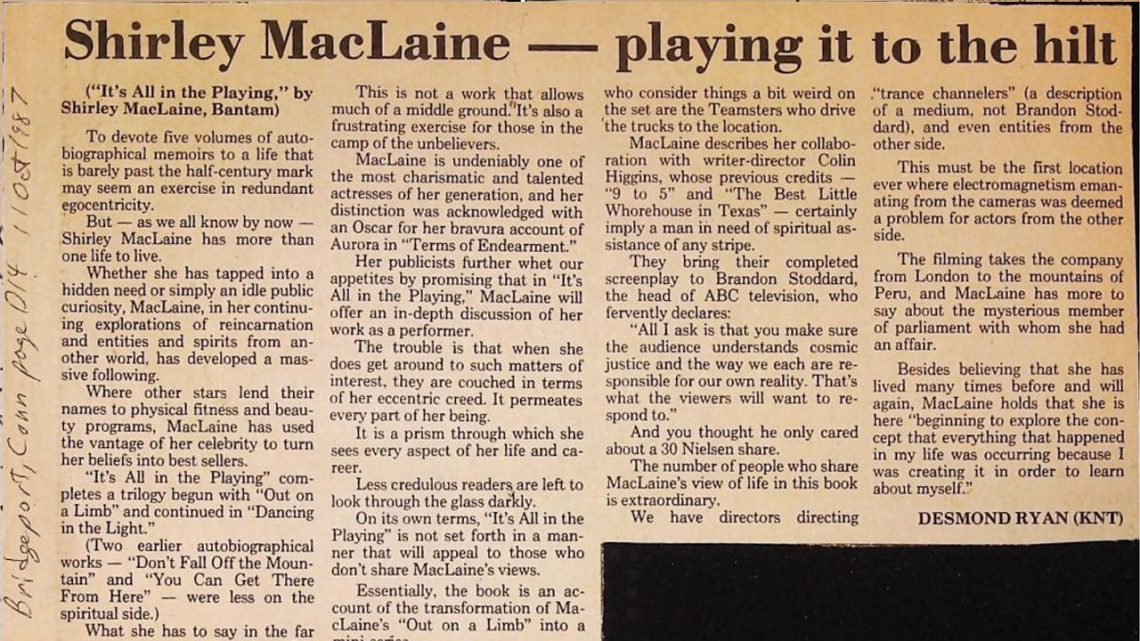 Shirley MacLaine — playing it to the hilt
("It's All in the Playing," by
Shirley MacLaine, Bantam)
To devote five volumes of auto-
biographical memoirs to a life that
is barely past the half-century mark
may seem an exercise in redundant
egocentricity.
But — as we all know by now —
Shirley MacLaine has more than
one life to live.
Whether she has tapped into a
hidden need or simply an idle public
curiosity, MacLaine, in her continu-
ing explorations of reincarnation
and entities and spirits from an-
other world, has developed a mas-
sive following.
Where other stars lend their
names to physical fitness and beau-
ty programs, MacLaine has used
the vantage of her celebrity to turn
her beliefs into best sellers.
"It's All in the Playing" com-
pletes a trilogy begun with "Out on
a Limb" and continued in "Dancing
in the Light."
(Two earlier autobiographical
works — "Don't Fall Off the Moun-
tain" and "You Can Get There
From Here" — were less on the
spiritual side.)
What she has to say in the far
This is not a work that allows
much of a middle ground. It's also a
frustrating exercise for those in the
camp of the unbelievers.
MacLaine is undeniably one of
the most charismatic and talented
actresses of her generation, and her
distinction was acknowledged with
an Oscar for her bravura account of
Aurora in "Terms of Endearment."
Her publicists further whet our
appetites by promising that in "It's
All in the Playing," MacLaine will
offer an in-depth discussion of her
work as a performer.
The trouble is that when she
does get around to such matters of
interest, they are couched in terms
of her eccentric creed. It permeates
every part of her being.
It is a prism through which she
sees every aspect of her life and ca-
reer.
Less credulous readers are left to
look through the glass darkly.
On its own terms, "It's All in the
Playing" is not set forth in a man-
ner that will appeal to those who
don't share MacLaine's views.
Essentially, the book is an ac-
count of the transformation of Ma-
cLaine's "Out on a Limb" into a
mini-series
who consider things a bit weird on
the set are the Teamsters who drive
the trucks to the location.
MacLaine describes her collabo-
ration with writer-director Colin
Higgins, whose previous credits —
"9 to 5" and "The Best Little
Whorehouse in Texas" — certainly
imply a man in need of spiritual as-
sistance of any stripe.
They bring their completed
screenplay to Brandon Stoddard,
the head of ABC television, who
fervently declares:
"All I ask is that you make sure
the audience understands cosmic
justice and the way we each are re-
sponsible for our own reality. That's
what the viewers will want to re-
spond to."
And you thought he only cared
about a 30 Nielsen share.
The number of people who share
MacLaine's view of life in this book
is extraordinary.
We have directors directing
"trance channelers" (a description
of a medium, not Brandon Stod-
dard), and even entities from the
other side.
This must be the first location
ever where electromagnetism eman-
ating from the cameras was deemed
a problem for actors from the other
side.
The filming takes the company
from London to the mountains of
Peru, and MacLaine has more to
say about the mysterious member
of parliament with whom she had
an affair.
Besides believing that she has
lived many times before and will
again, MacLaine holds that she is
here "beginning to explore the con-
cept that everything that happened
in my life was occurring because I
was creating it in order to learn
about myself."
DESMOND RYAN (KNT)
Bridgeport, Conn page D14 1 Oct 1987